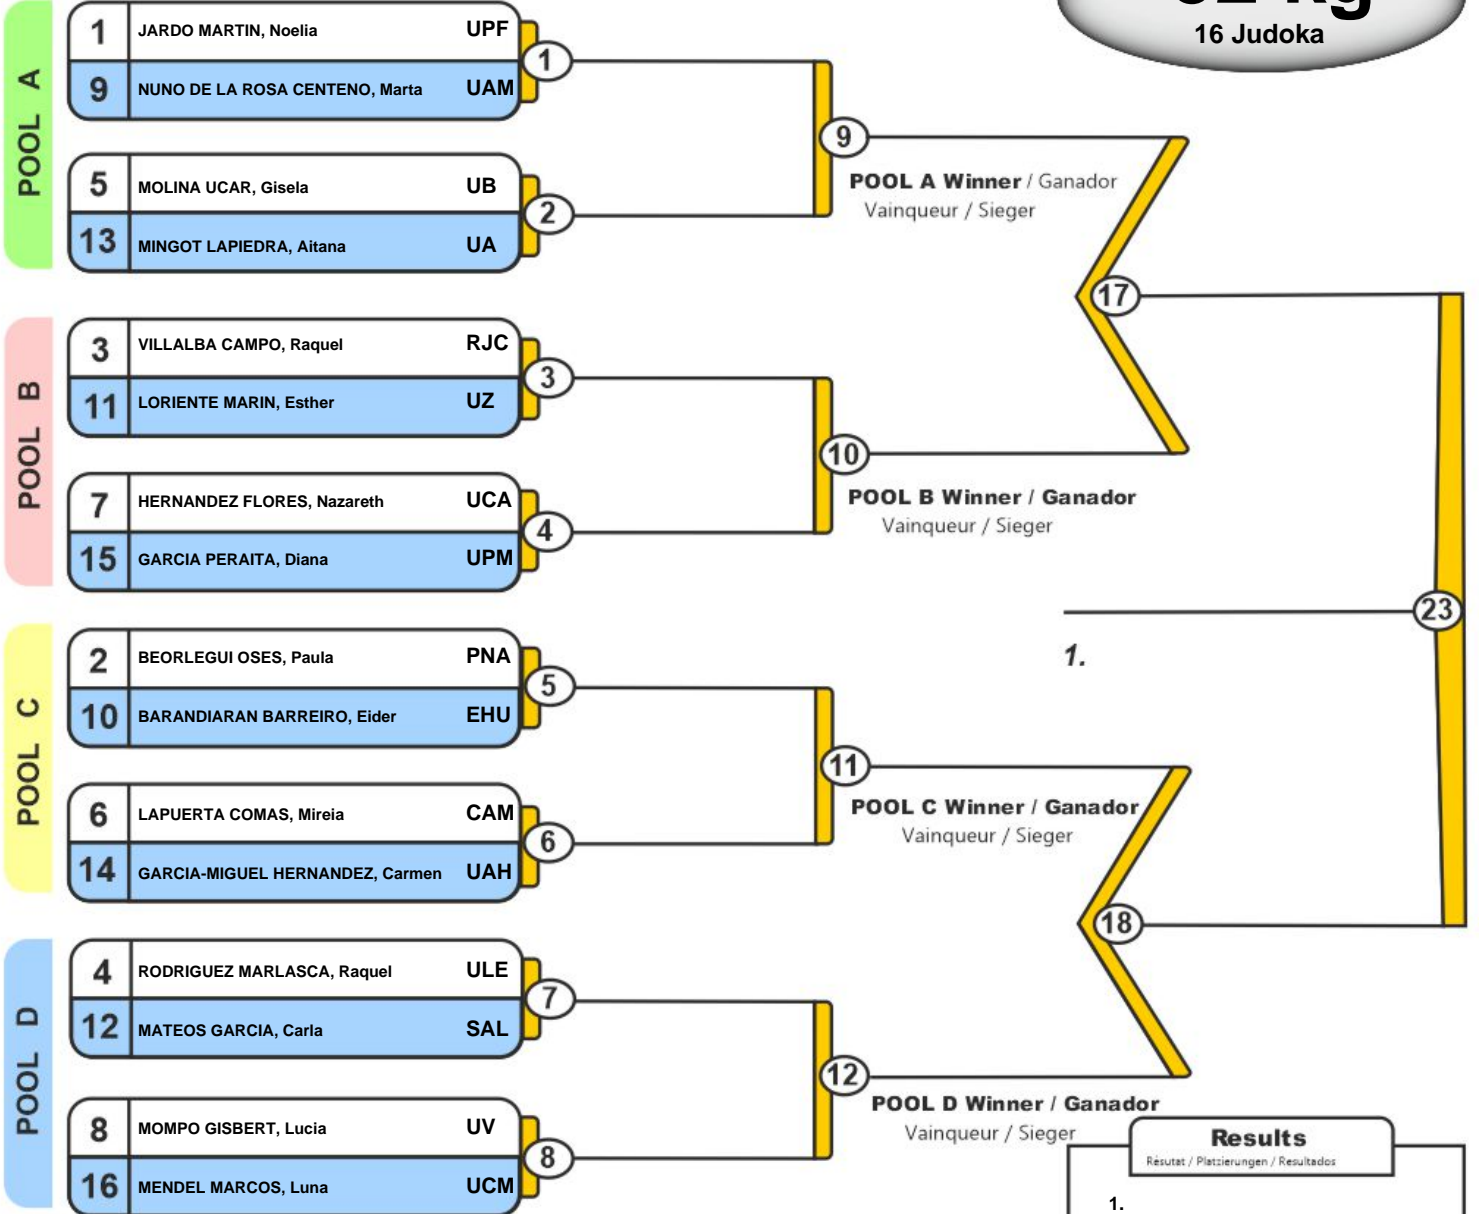 kg
16 Judoka
POOL A
1 JARDO MARTIN, Noelia UPF
9 NUNO DE LA ROSA CENTENO, Marta UAM
1
5 MOLINA UCAR, Gisela UB
13 MINGOT LAPIEDRA, Aitana UA
2
9
POOL A Winner / Ganador
Vainqueur / Sieger
17
POOL B
3 VILLALBA CAMPO, Raquel RJC
11 LORIENTE MARIN, Esther UZ
3
7 HERNANDEZ FLORES, Nazareth UCA
15 GARCIA PERAITA, Diana UPM
4
10
POOL B Winner / Ganador
Vainqueur / Sieger
23
1.
POOL C
2 BEORLEGUI OSES, Paula PNA
10 BARANDIARAN BARREIRO, Eider EHU
5
6 LAPUERTA COMAS, Mireia CAM
14 GARCIA-MIGUEL HERNANDEZ, Carmen UAH
6
11
POOL C Winner / Ganador
Vainqueur / Sieger
18
POOL D
4 RODRIGUEZ MARLASCA, Raquel ULE
12 MATEOS GARCIA, Carla SAL
7
8 MOMPO GISBERT, Lucia UV
16 MENDEL MARCOS, Luna UCM
8
12
POOL D Winner / Ganador
Vainqueur / Sieger
Results
Résutat / Platzierungen / Resultados
1.